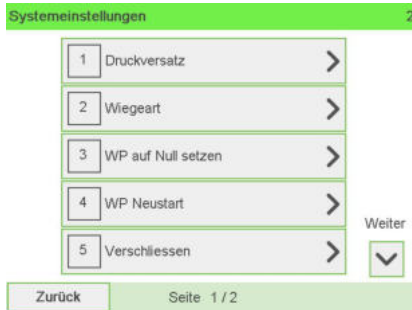 Systemeinstellungen 2
1 Druckversatz
2 Wiegeart
3 WP auf Null setzen
4 WP Neustart
Weiter
5 Verschliessen
Zurück Seite 1 / 2